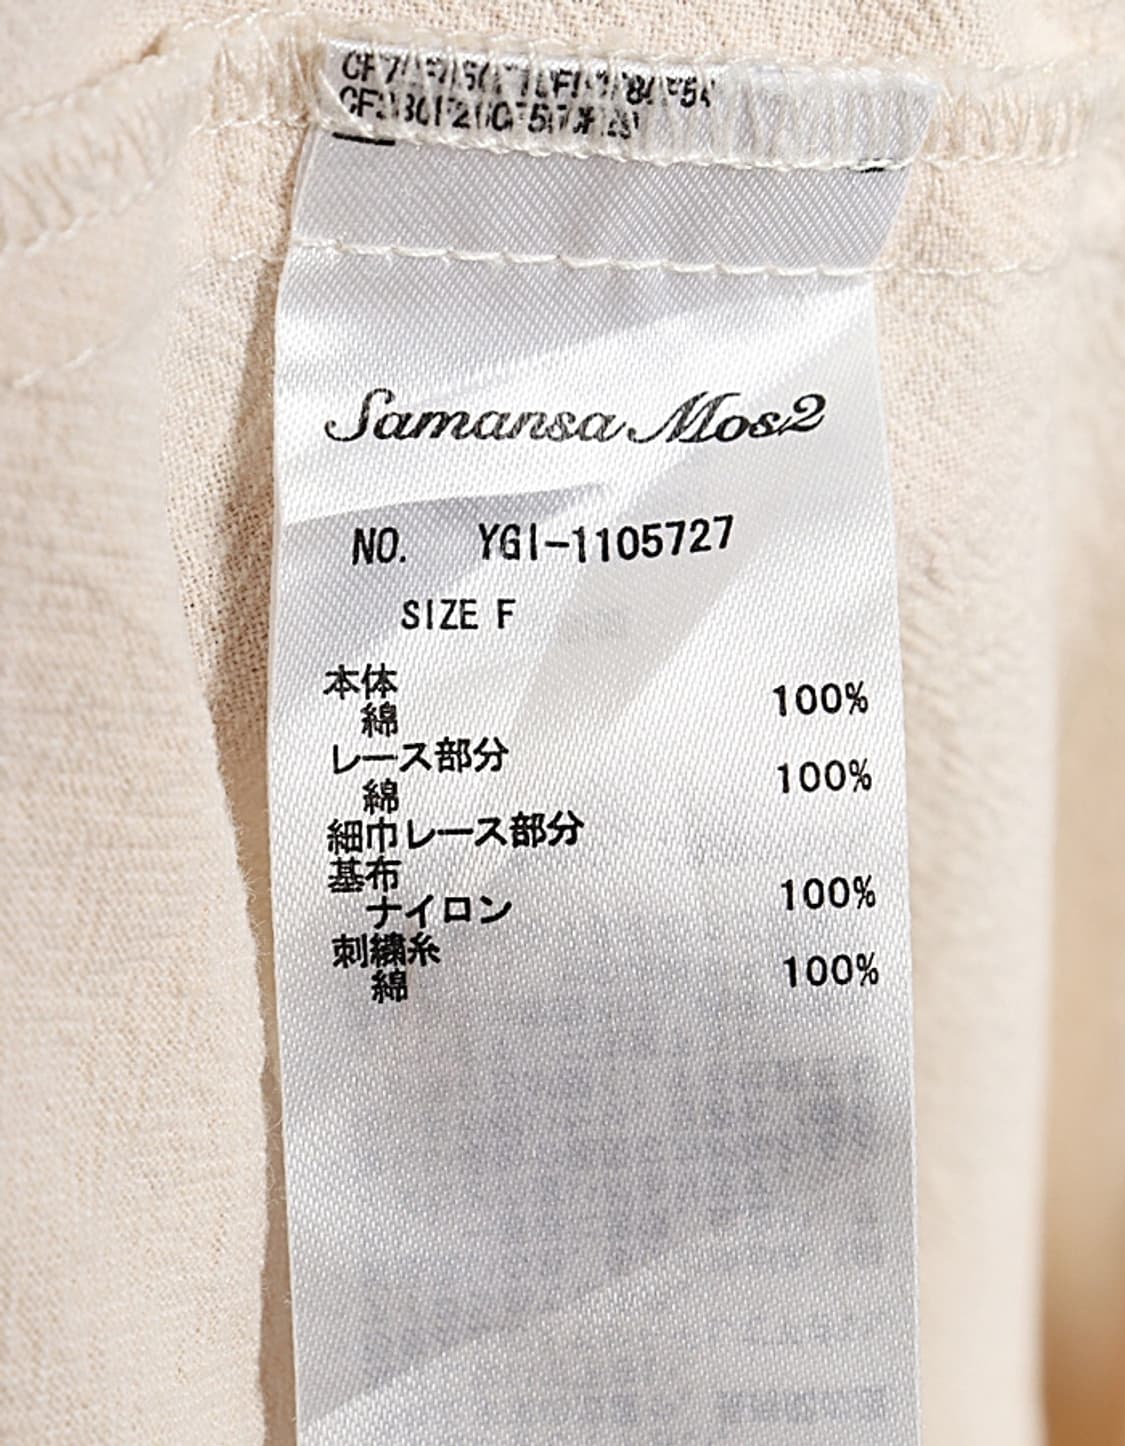 Samansa Mos2
NO. YGI-1105727
SIZE F
本体
綿 100%
レース部分
綿 100%
細巾レース部分
基布
ナイロン 100%
刺繍糸
綿 100%